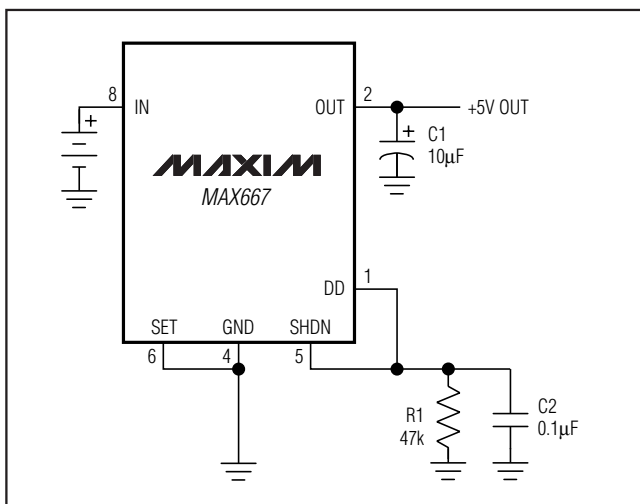 8
IN
OUT
2
+5V OUT
+
+
C1
10µF
MAXIM
MAX667
1
DD
SET
GND
SHDN
6
4
5
R1
47k
C2
0.1µF